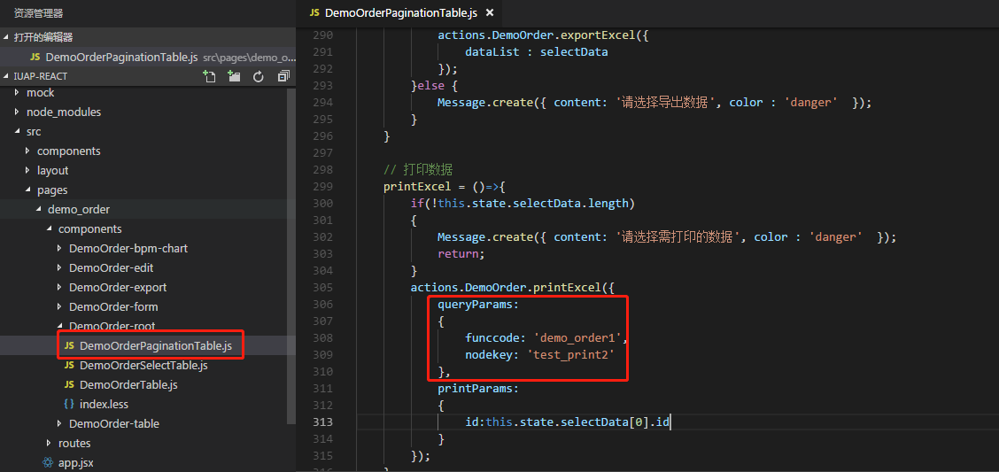 资源管理器
打开的编辑器
JS DemoOrderPaginationTable.js src\pages\demo_o...
IUAP-REACT
mock
node_modules
src
components
layout
pages
demo_order
components
DemoOrder-bpm-chart
DemoOrder-edit
DemoOrder-export
DemoOrder-form
DemoOrder-root
JS DemoOrderPaginationTable.js
JS DemoOrderSelectTable.js
JS DemoOrderTable.js
{ } index.less
DemoOrder-table
routes
app.jsx
JS DemoOrderPaginationTable.js ×
290 actions.DemoOrder.exportExcel({
291 dataList : selectData
292 });
293 }else {
294 Message.create({ content: '请选择导出数据', color : 'danger'  });
295 }
296 }
297
298 // 打印数据
299 printExcel = ()=>{
300 if(!this.state.selectData.length)
301 {
302 Message.create({ content: '请选择需打印的数据', color : 'danger'  });
303 return;
304 }
305 actions.DemoOrder.printExcel({
306 queryParams:
307 {
308 funccode: 'demo_order1',
309 nodekey: 'test_print2'
310 },
311 printParams:
312 {
313 id:this.state.selectData[0].id
314 }
315 });
316 }